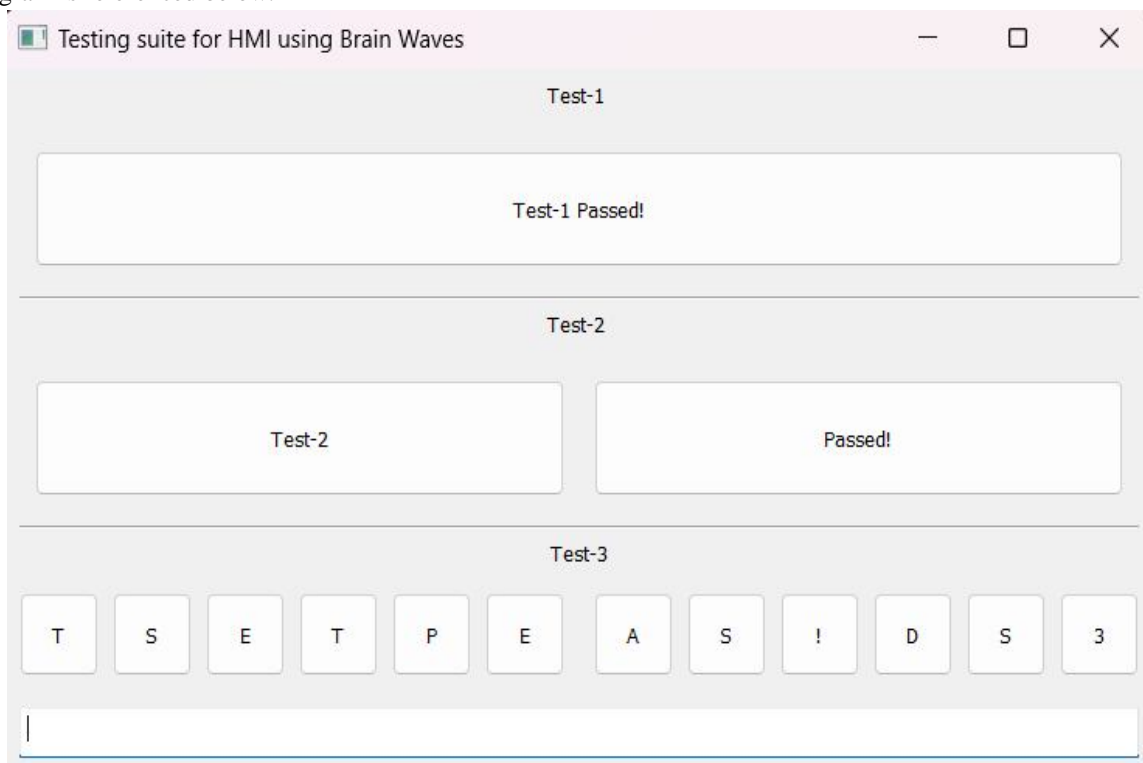 Testing suite for HMI using Brain Waves
Test-1
Test-1 Passed!
Test-2
Test-2 Passed!
Test-3
T S E T P E A S ! D S 3